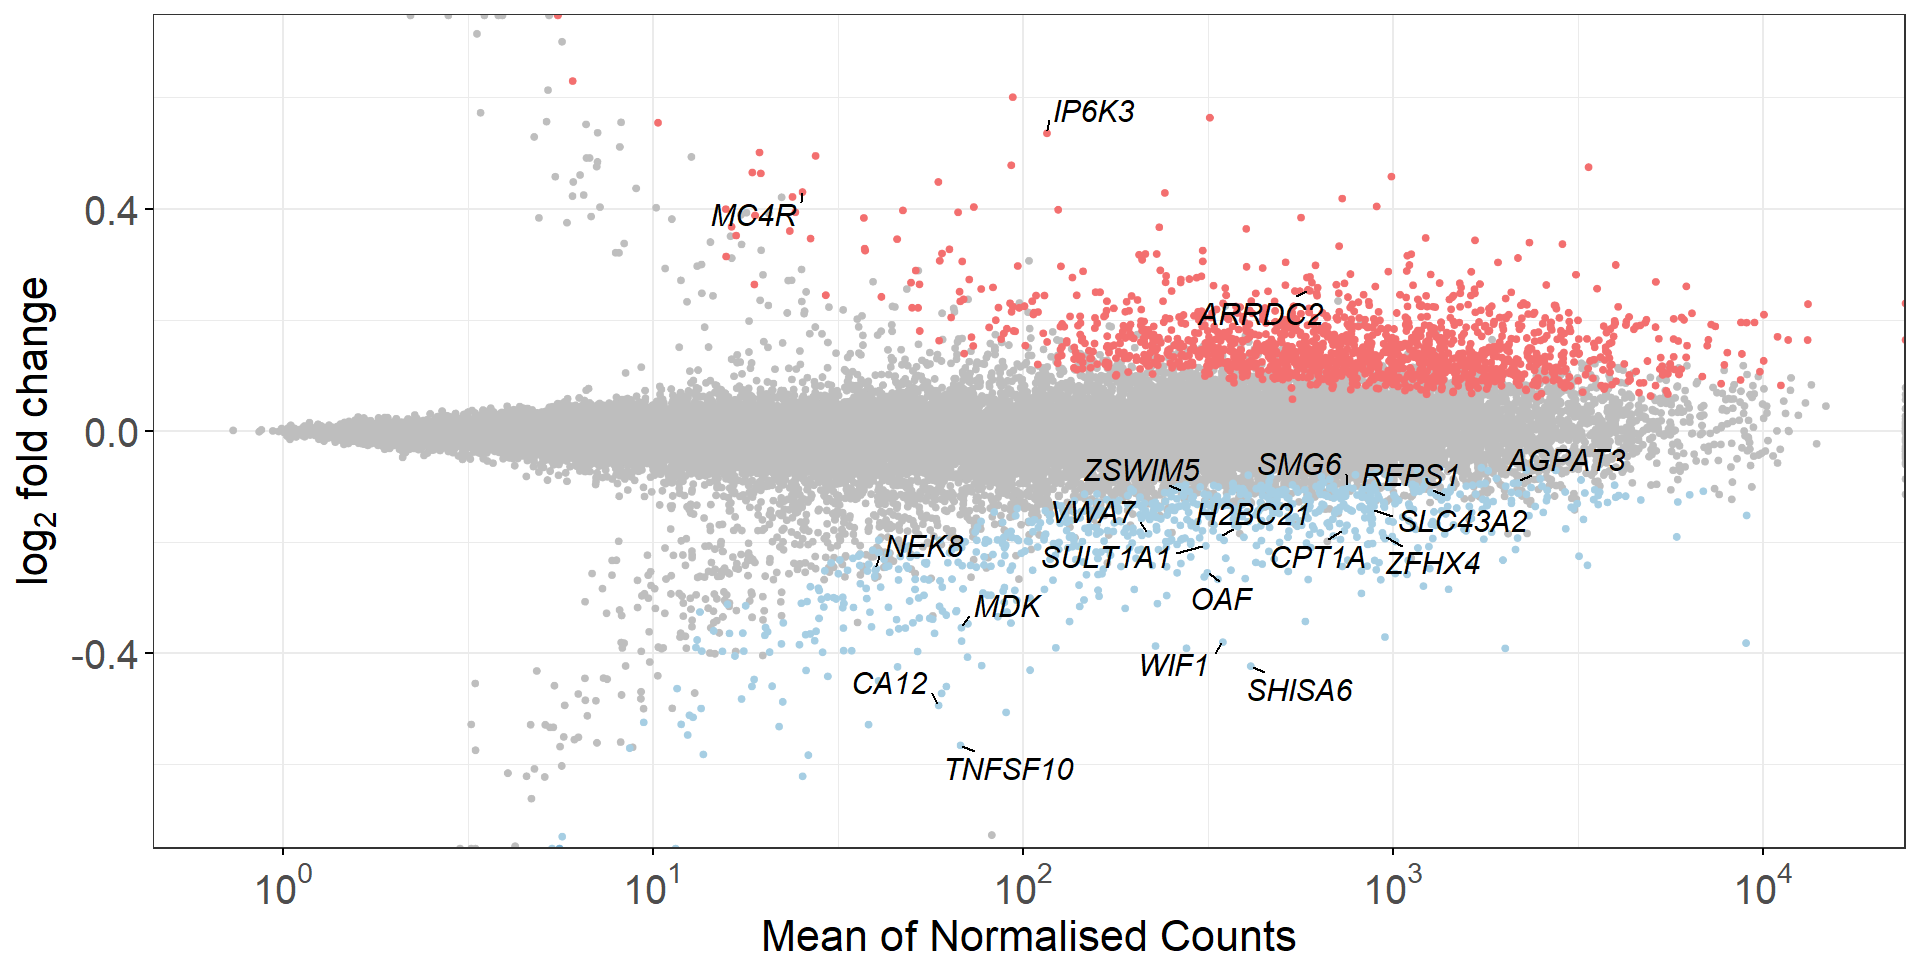 IP6K3
MC4R
0.4
ARRDC2
log2 fold change
0.0
ZSWIM5
SMG6
REPS1
AGPAT3
VWA7
H2BC21
SLC43A2
NEK8
SULT1A1
CPT1A
ZFHX4
MDK
OAF
-0.4
WIF1
CA12
SHISA6
TNFSF10
10^0 10^1 10^2 10^3 10^4
Mean of Normalised Counts